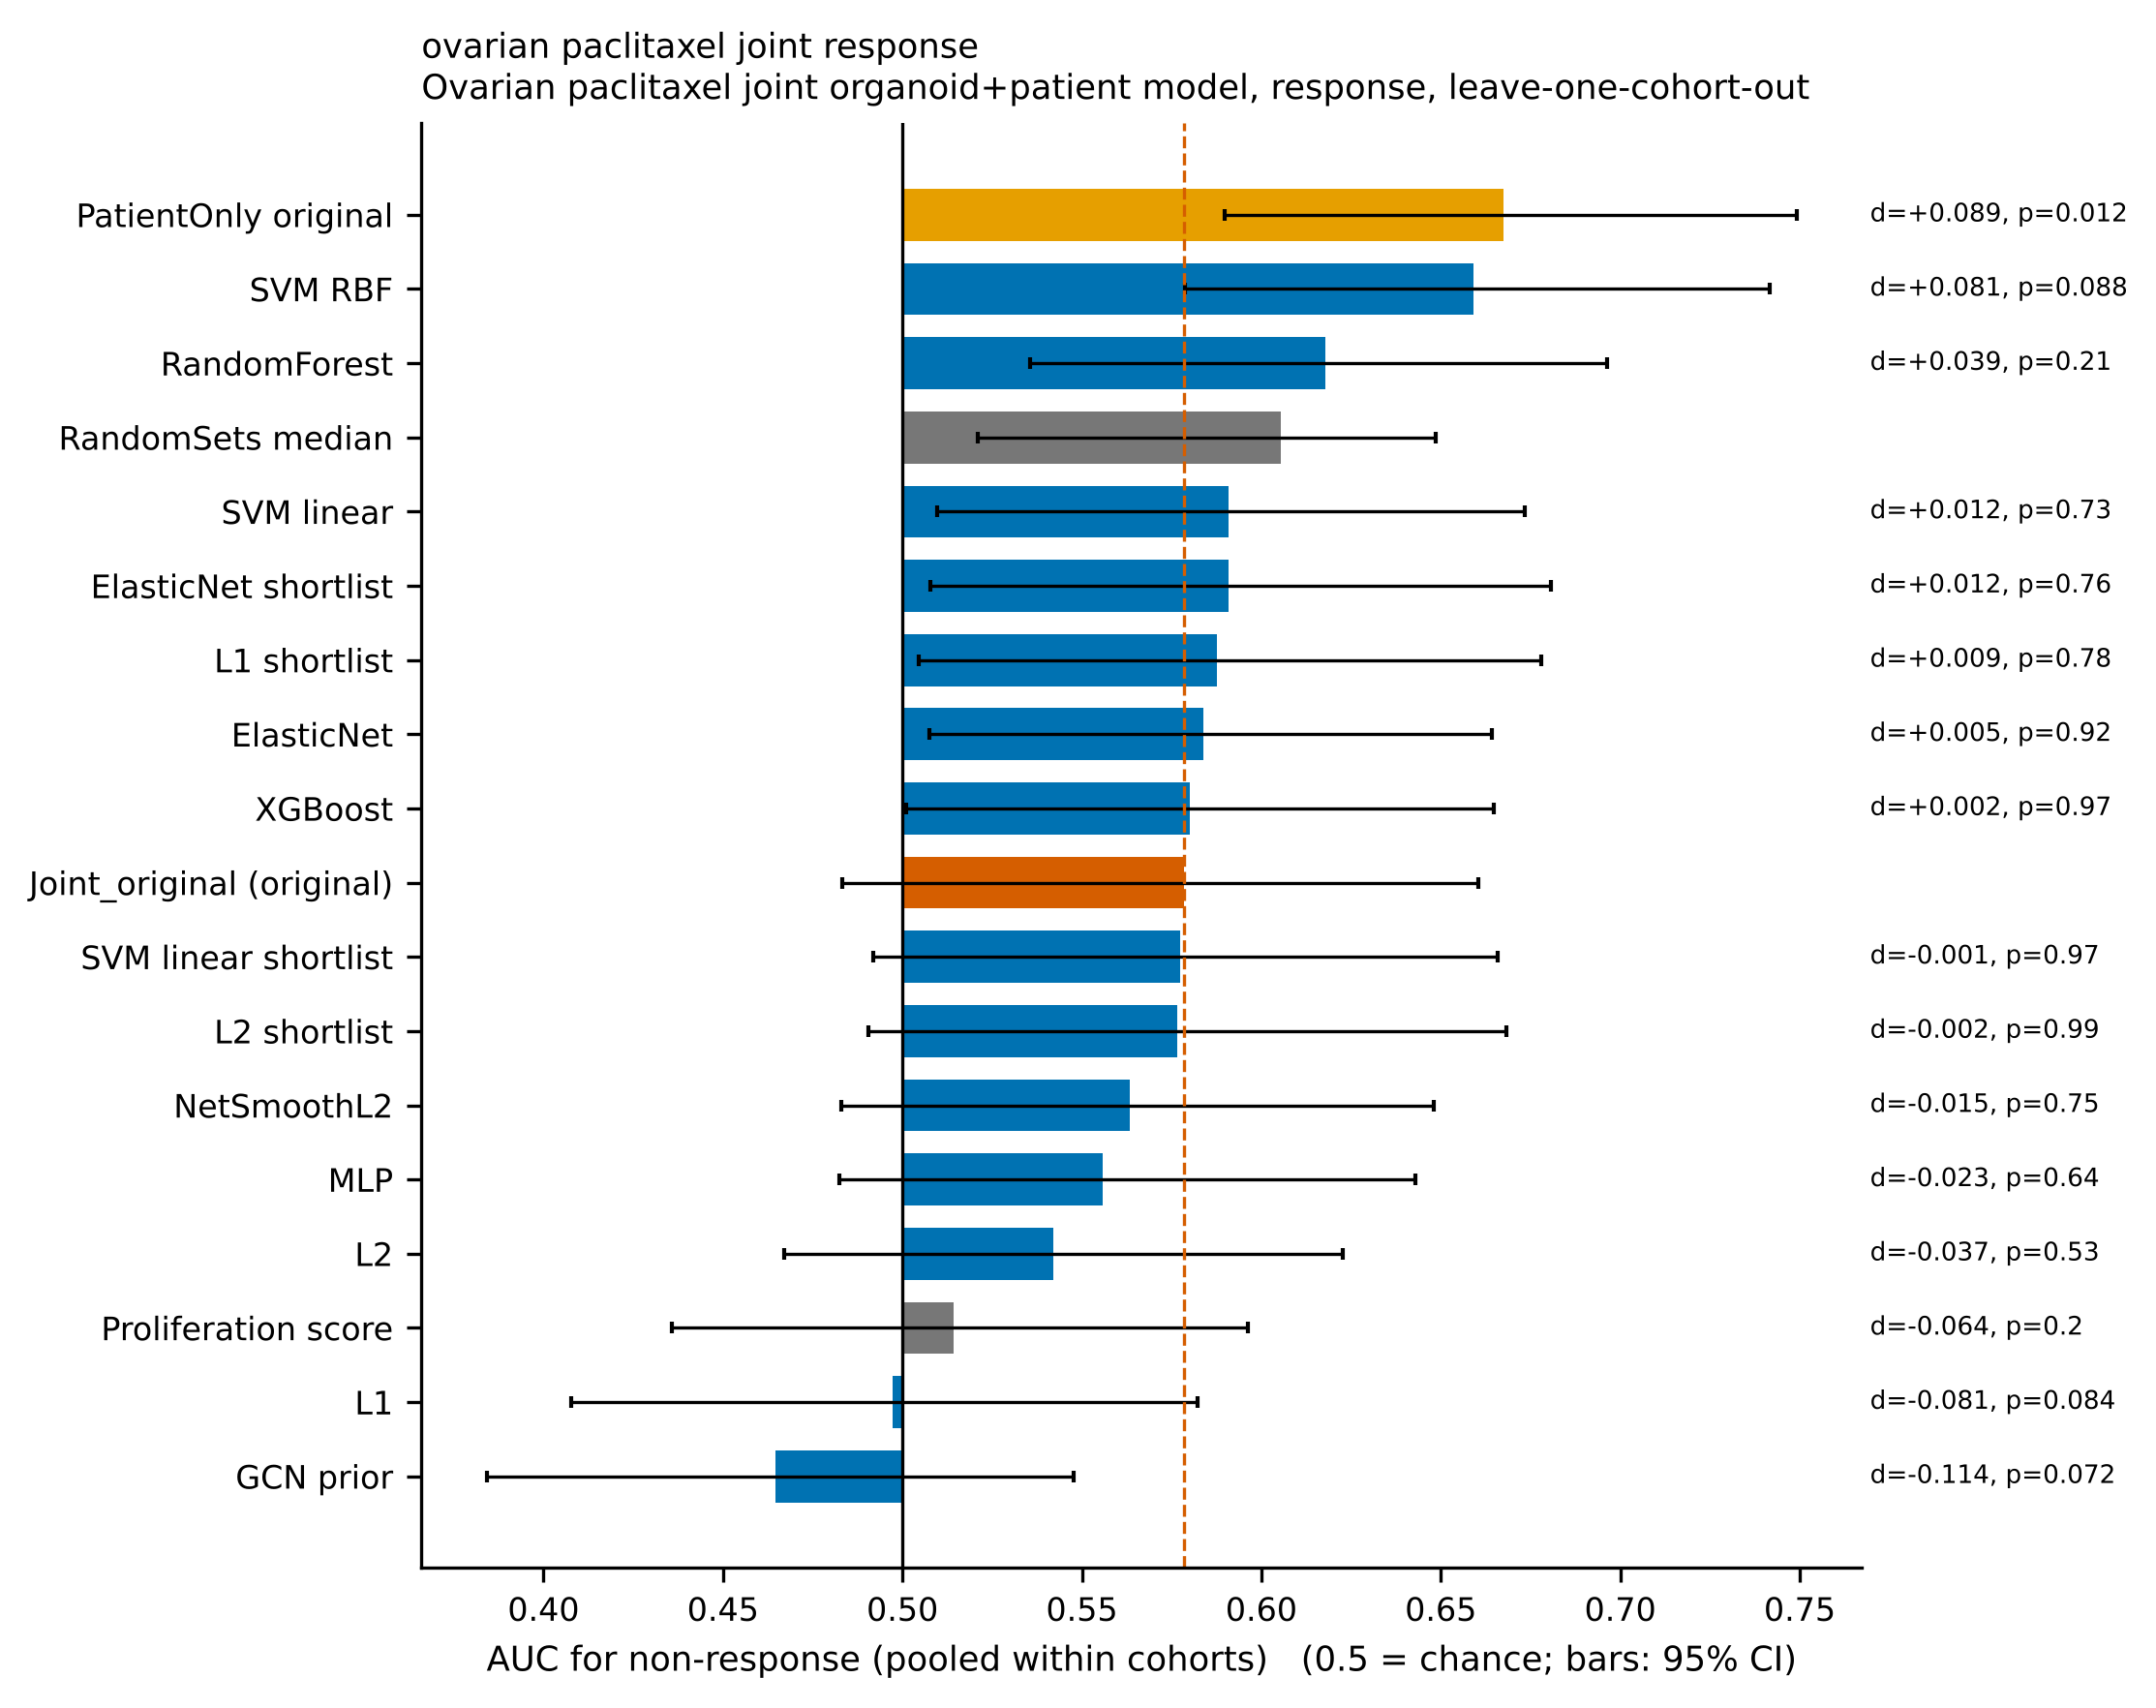 ovarian paclitaxel joint response
Ovarian paclitaxel joint organoid+patient model, response, leave-one-cohort-out
PatientOnly original
d=+0.089, p=0.012
SVM RBF
d=+0.081, p=0.088
RandomForest
d=+0.039, p=0.21
RandomSets median
SVM linear
d=+0.012, p=0.73
ElasticNet shortlist
d=+0.012, p=0.76
L1 shortlist
d=+0.009, p=0.78
ElasticNet
d=+0.005, p=0.92
XGBoost
d=+0.002, p=0.97
Joint_original (original)
SVM linear shortlist
d=-0.001, p=0.97
L2 shortlist
d=-0.002, p=0.99
NetSmoothL2
d=-0.015, p=0.75
MLP
d=-0.023, p=0.64
L2
d=-0.037, p=0.53
Proliferation score
d=-0.064, p=0.2
L1
d=-0.081, p=0.084
GCN prior
d=-0.114, p=0.072
0.40 0.45 0.50 0.55 0.60 0.65 0.70 0.75
AUC for non-response (pooled within cohorts) (0.5 = chance; bars: 95% CI)